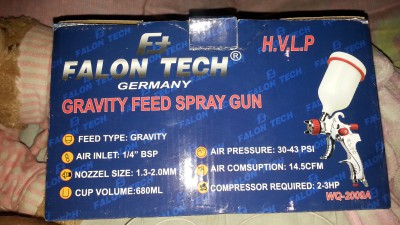 H.V.L.P
FALON TECH®
GERMANY
GRAVITY FEED SPRAY GUN
FEED TYPE: GRAVITY
AIR INLET: 1/4" BSP
NOZZEL SIZE: 1.3-2.0MM
CUP VOLUME:680ML
AIR PRESSURE: 30-43 PSI
AIR COMSUPTION: 14.5CFM
COMPRESSOR REQUIRED: 2-3HP
WQ-2009A